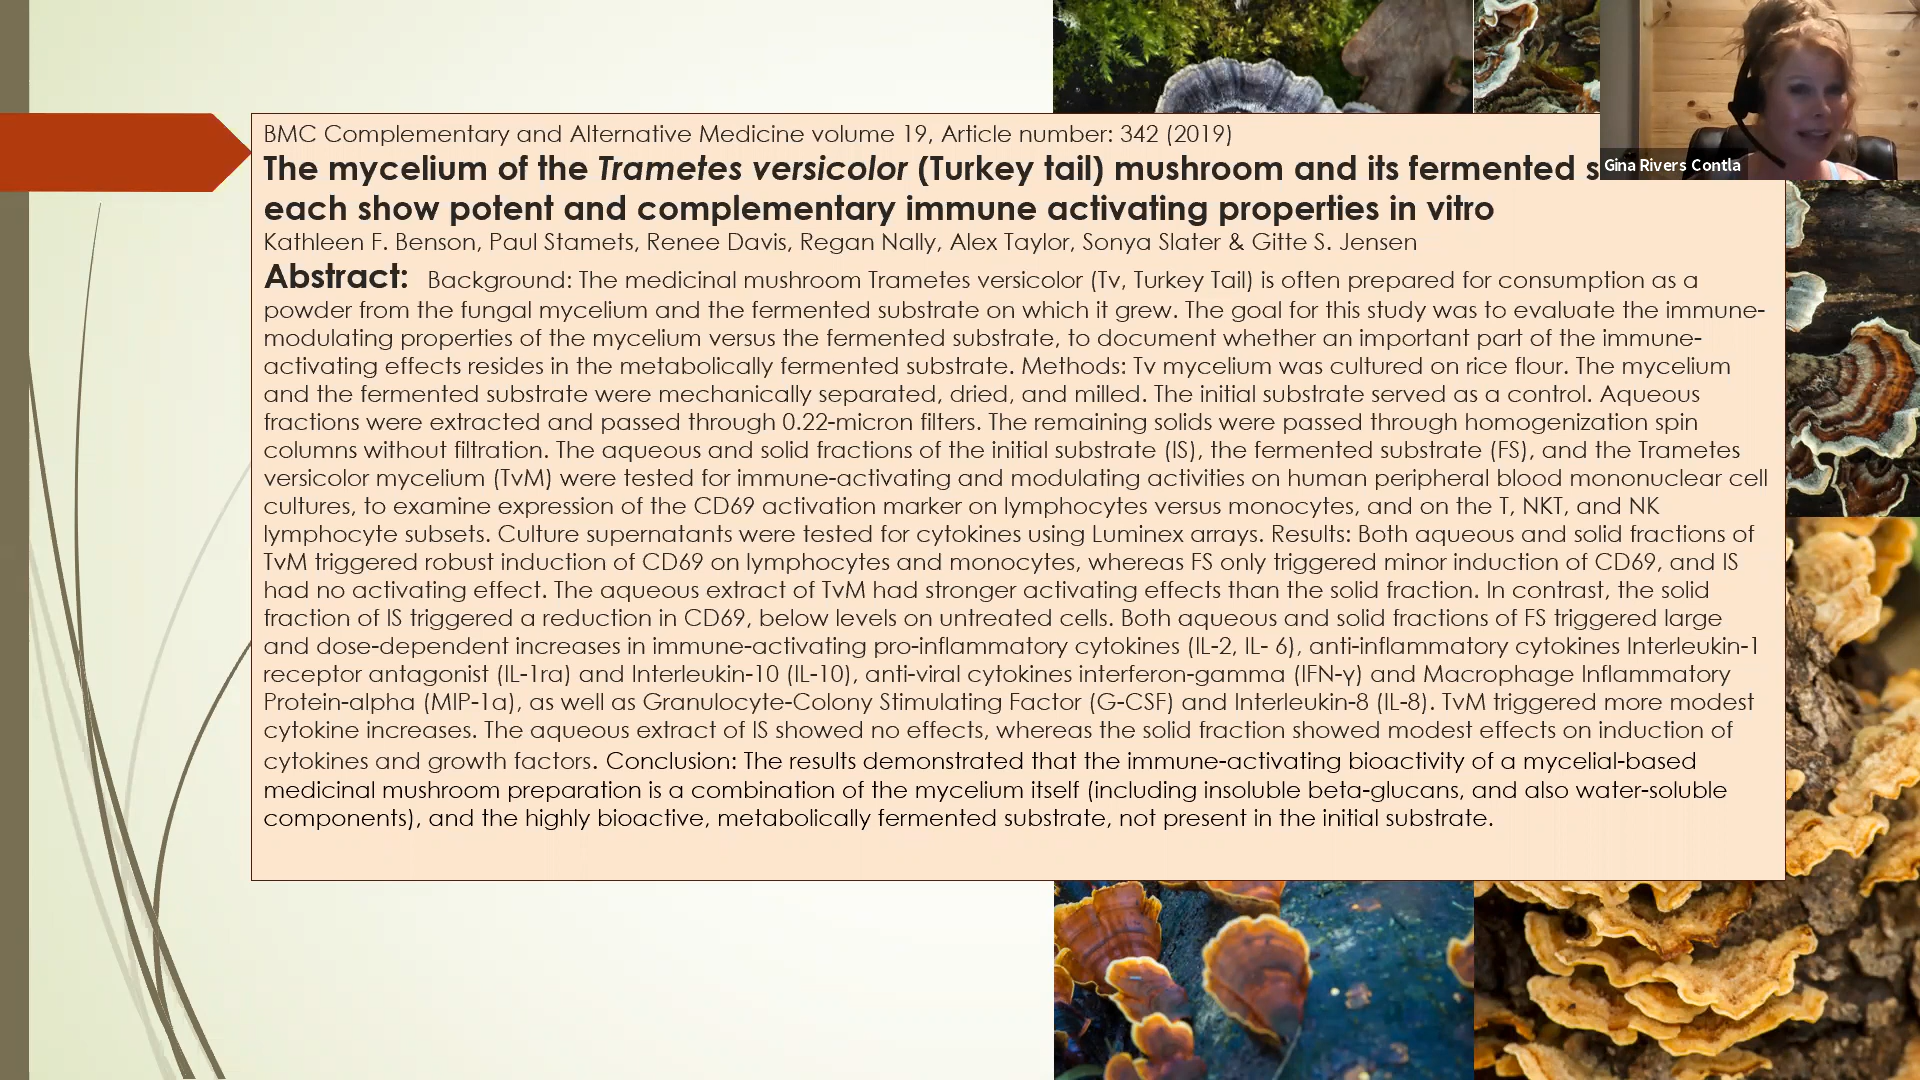 BMC Complementary and Alternative Medicine volume 19, Article number: 342 (2019)
The mycelium of the Trametes versicolor (Turkey tail) mushroom and its fermented s
each show potent and complementary immune activating properties in vitro
Kathleen F. Benson, Paul Stamets, Renee Davis, Regan Nally, Alex Taylor, Sonya Slater & Gitte S. Jensen
Abstract: Background: The medicinal mushroom Trametes versicolor (Tv, Turkey Tail) is often prepared for consumption as a
powder from the fungal mycelium and the fermented substrate on which it grew. The goal for this study was to evaluate the immune-
modulating properties of the mycelium versus the fermented substrate, to document whether an important part of the immune-
activating effects resides in the metabolically fermented substrate. Methods: Tv mycelium was cultured on rice flour. The mycelium
and the fermented substrate were mechanically separated, dried, and milled. The initial substrate served as a control. Aqueous
fractions were extracted and passed through 0.22-micron filters. The remaining solids were passed through homogenization spin
columns without filtration. The aqueous and solid fractions of the initial substrate (IS), the fermented substrate (FS), and the Trametes
versicolor mycelium (TvM) were tested for immune-activating and modulating activities on human peripheral blood mononuclear cell
cultures, to examine expression of the CD69 activation marker on lymphocytes versus monocytes, and on the T, NKT, and NK
lymphocyte subsets. Culture supernatants were tested for cytokines using Luminex arrays. Results: Both aqueous and solid fractions of
TvM triggered robust induction of CD69 on lymphocytes and monocytes, whereas FS only triggered minor induction of CD69, and IS
had no activating effect. The aqueous extract of TvM had stronger activating effects than the solid fraction. In contrast, the solid
fraction of IS triggered a reduction in CD69, below levels on untreated cells. Both aqueous and solid fractions of FS triggered large
and dose-dependent increases in immune-activating pro-inflammatory cytokines (IL-2, IL- 6), anti-inflammatory cytokines Interleukin-1
receptor antagonist (IL-1ra) and Interleukin-10 (IL-10), anti-viral cytokines interferon-gamma (IFN-γ) and Macrophage Inflammatory
Protein-alpha (MIP-1a), as well as Granulocyte-Colony Stimulating Factor (G-CSF) and Interleukin-8 (IL-8). TvM triggered more modest
cytokine increases. The aqueous extract of IS showed no effects, whereas the solid fraction showed modest effects on induction of
cytokines and growth factors. Conclusion: The results demonstrated that the immune-activating bioactivity of a mycelial-based
medicinal mushroom preparation is a combination of the mycelium itself (including insoluble beta-glucans, and also water-soluble
components), and the highly bioactive, metabolically fermented substrate, not present in the initial substrate.
Gina Rivers Contla